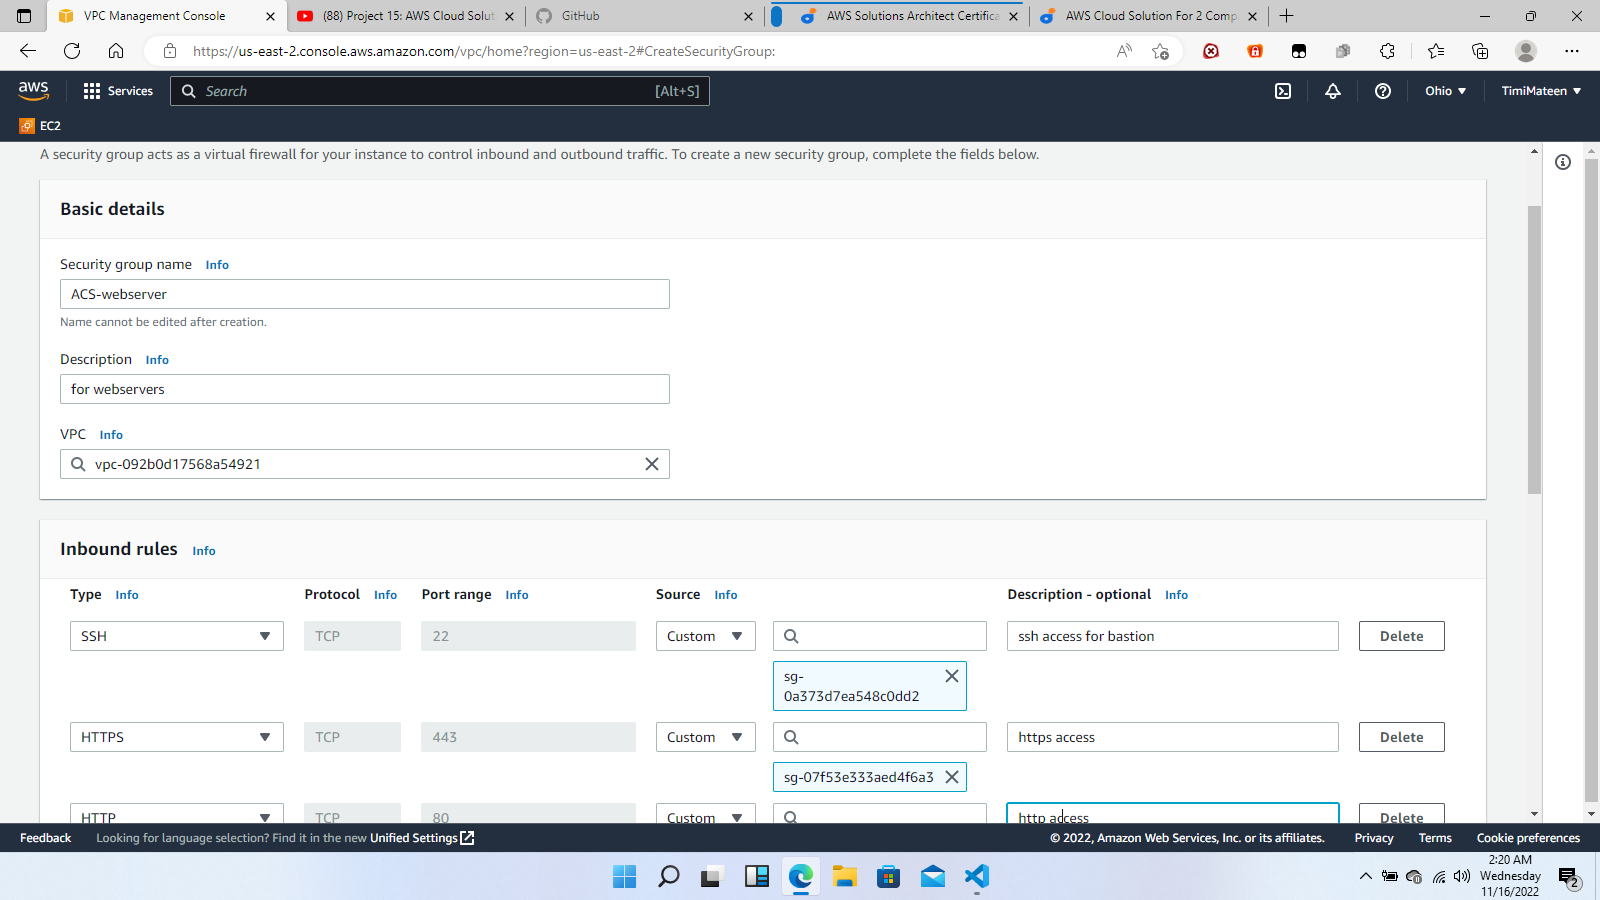 VPC Management Console
(88) Project 15: AWS Cloud Solut
GitHub
AWS Solutions Architect Certifica
AWS Cloud Solution For 2 Comp
https://us-east-2.console.aws.amazon.com/vpc/home?region=us-east-2#CreateSecurityGroup:
aws
Services
Search
[Alt+S]
Ohio
TimiMateen
EC2
A security group acts as a virtual firewall for your instance to control inbound and outbound traffic. To create a new security group, complete the fields below.
Basic details
Security group name Info
ACS-webserver
Name cannot be edited after creation.
Description Info
for webservers
VPC Info
vpc-092b0d17568a54921
Inbound rules Info
Type Info Protocol Info Port range Info Source Info Description - optional Info
SSH TCP 22 Custom ssh access for bastion Delete
sg-
0a373d7ea548c0dd2
HTTPS TCP 443 Custom https access Delete
sg-07f53e333aed4f6a3
HTTP TCP 80 Custom http access Delete
Feedback Looking for language selection? Find it in the new Unified Settings © 2022, Amazon Web Services, Inc. or its affiliates. Privacy Terms Cookie preferences
2:20 AM
Wednesday
11/16/2022
2